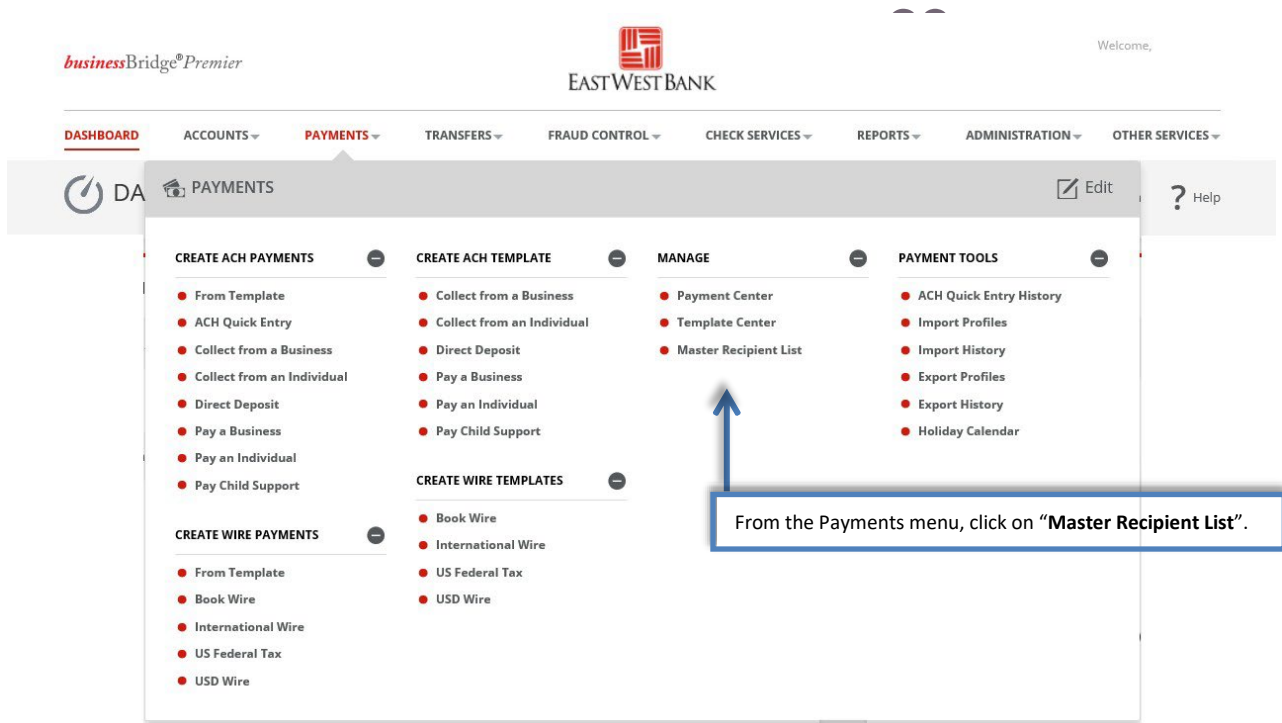 businessBridge®Premier
EASTWEST BANK
Welcome,
DASHBOARD ACCOUNTS PAYMENTS TRANSFERS FRAUD CONTROL CHECK SERVICES REPORTS ADMINISTRATION OTHER SERVICES
DA
PAYMENTS
Edit
? Help
CREATE ACH PAYMENTS
From Template
ACH Quick Entry
Collect from a Business
Collect from an Individual
Direct Deposit
Pay a Business
Pay an Individual
Pay Child Support
CREATE WIRE PAYMENTS
From Template
Book Wire
International Wire
US Federal Tax
USD Wire
CREATE ACH TEMPLATE
Collect from a Business
Collect from an Individual
Direct Deposit
Pay a Business
Pay an Individual
Pay Child Support
CREATE WIRE TEMPLATES
Book Wire
International Wire
US Federal Tax
USD Wire
MANAGE
Payment Center
Template Center
Master Recipient List
PAYMENT TOOLS
ACH Quick Entry History
Import Profiles
Import History
Export Profiles
Export History
Holiday Calendar
From the Payments menu, click on “Master Recipient List”.